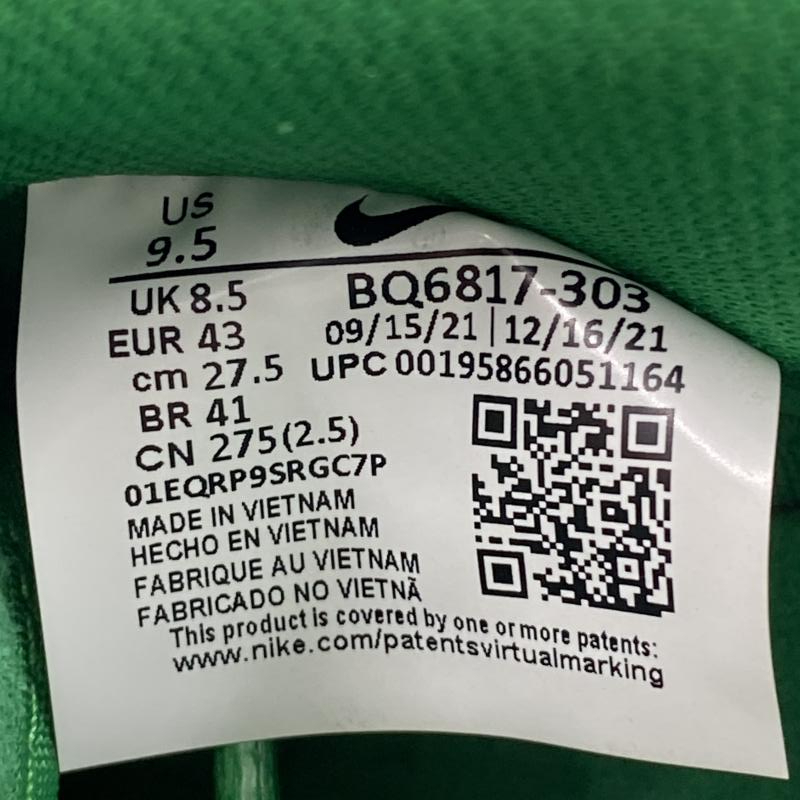 US
9.5
UK 8.5
EUR 43
cm 27.5
BR 41
CN 275(2.5)
BQ6817-303
09/15/21 | 12/16/21
UPC 00195866051164
01EQRP9SRGC7P
MADE IN VIETNAM
HECHO EN VIETNAM
FABRIQUE AU VIETNAM
FABRICADO NO VIETNÃ
This product is covered by one or more patents:
www.nike.com/patentsvirtualmarking